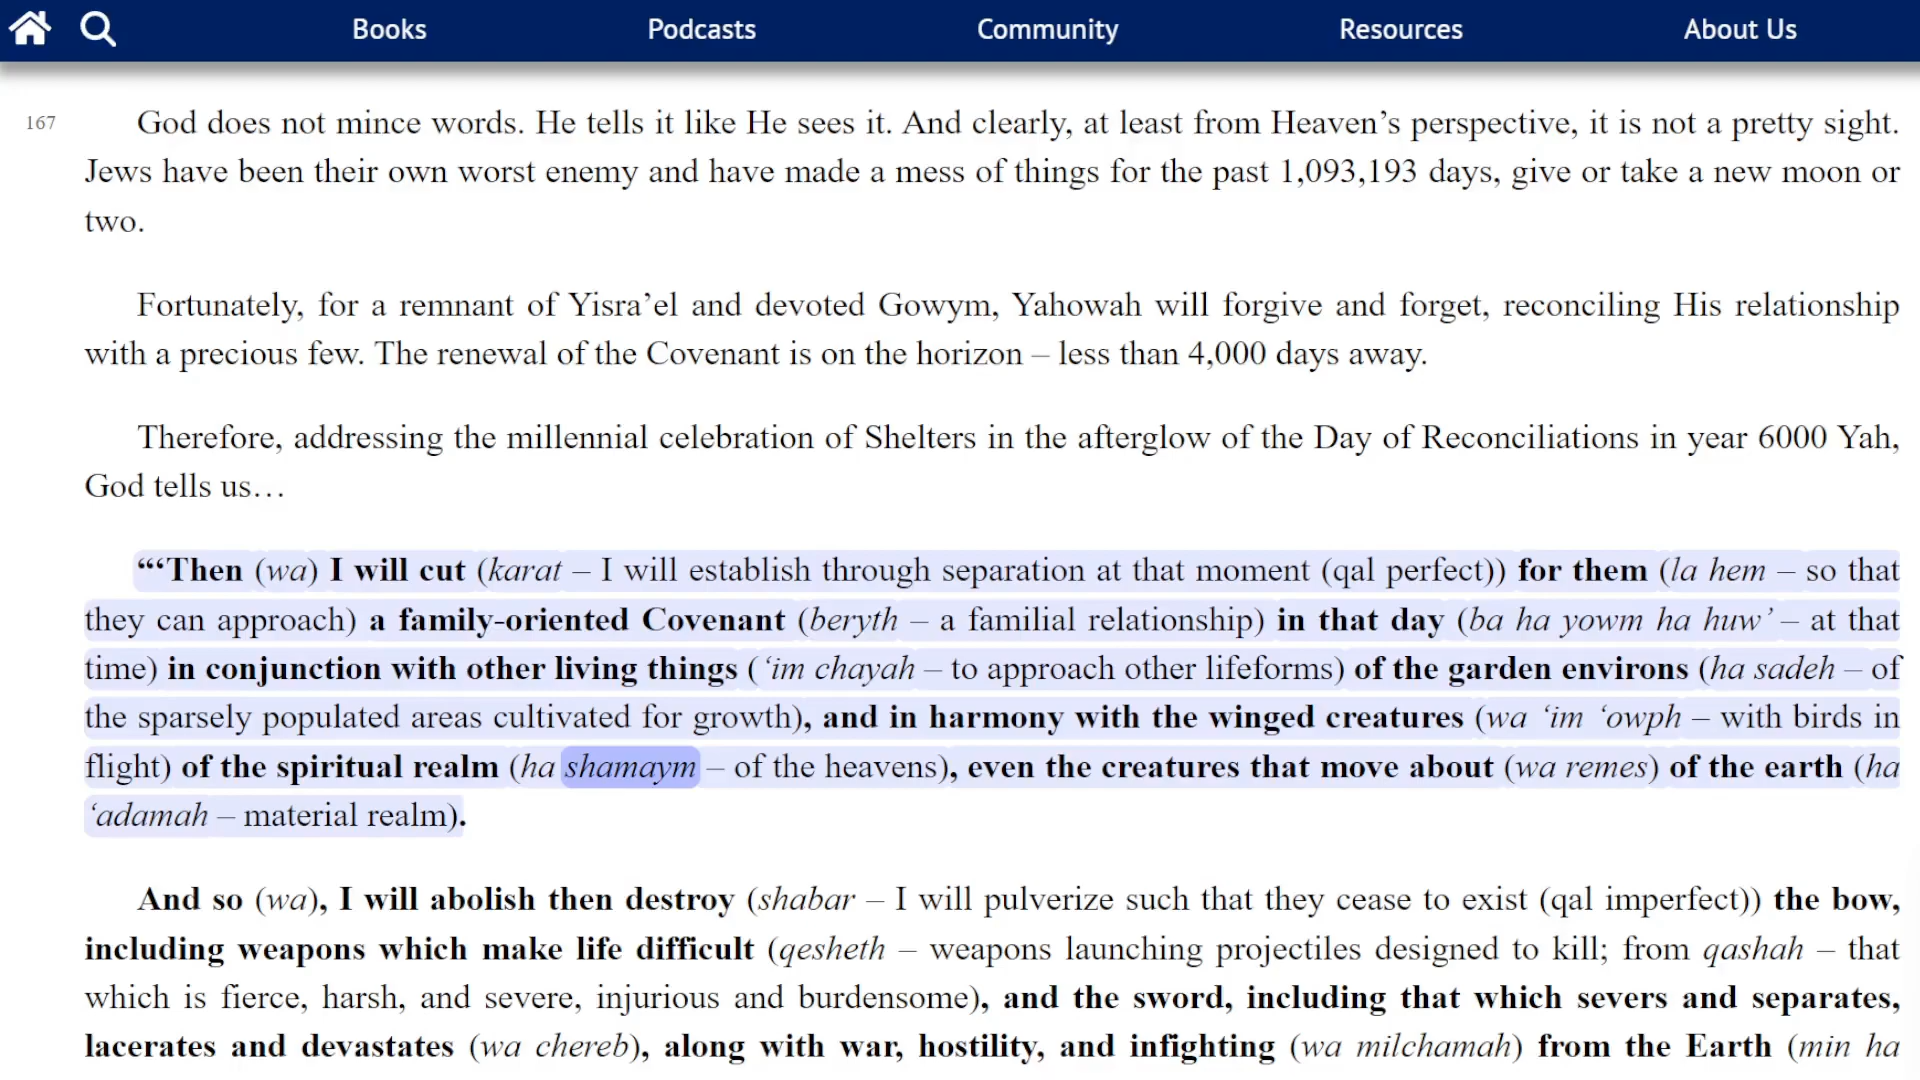 Books Podcasts Community Resources About Us
167 God does not mince words. He tells it like He sees it. And clearly, at least from Heaven’s perspective, it is not a pretty sight.
Jews have been their own worst enemy and have made a mess of things for the past 1,093,193 days, give or take a new moon or
two.
Fortunately, for a remnant of Yisra’el and devoted Gowym, Yahowah will forgive and forget, reconciling His relationship
with a precious few. The renewal of the Covenant is on the horizon – less than 4,000 days away.
Therefore, addressing the millennial celebration of Shelters in the afterglow of the Day of Reconciliations in year 6000 Yah,
God tells us…
“‘“Then (wa) I will cut (karat – I will establish through separation at that moment (qal perfect)) for them (la hem – so that
they can approach) a family-oriented Covenant (beryth – a familial relationship) in that day (ba ha yowm ha huw’ – at that
time) in conjunction with other living things (‘im chayah – to approach other lifeforms) of the garden environs (ha sadeh – of
the sparsely populated areas cultivated for growth), and in harmony with the winged creatures (wa ‘im ‘owph – with birds in
flight) of the spiritual realm (ha shamaym – of the heavens), even the creatures that move about (wa remes) of the earth (ha
‘adamah – material realm).
And so (wa), I will abolish then destroy (shabar – I will pulverize such that they cease to exist (qal imperfect)) the bow,
including weapons which make life difficult (qesheth – weapons launching projectiles designed to kill; from qashah – that
which is fierce, harsh, and severe, injurious and burdensome), and the sword, including that which severs and separates,
lacerates and devastates (wa chereb), along with war, hostility, and infighting (wa milchamah) from the Earth (min ha